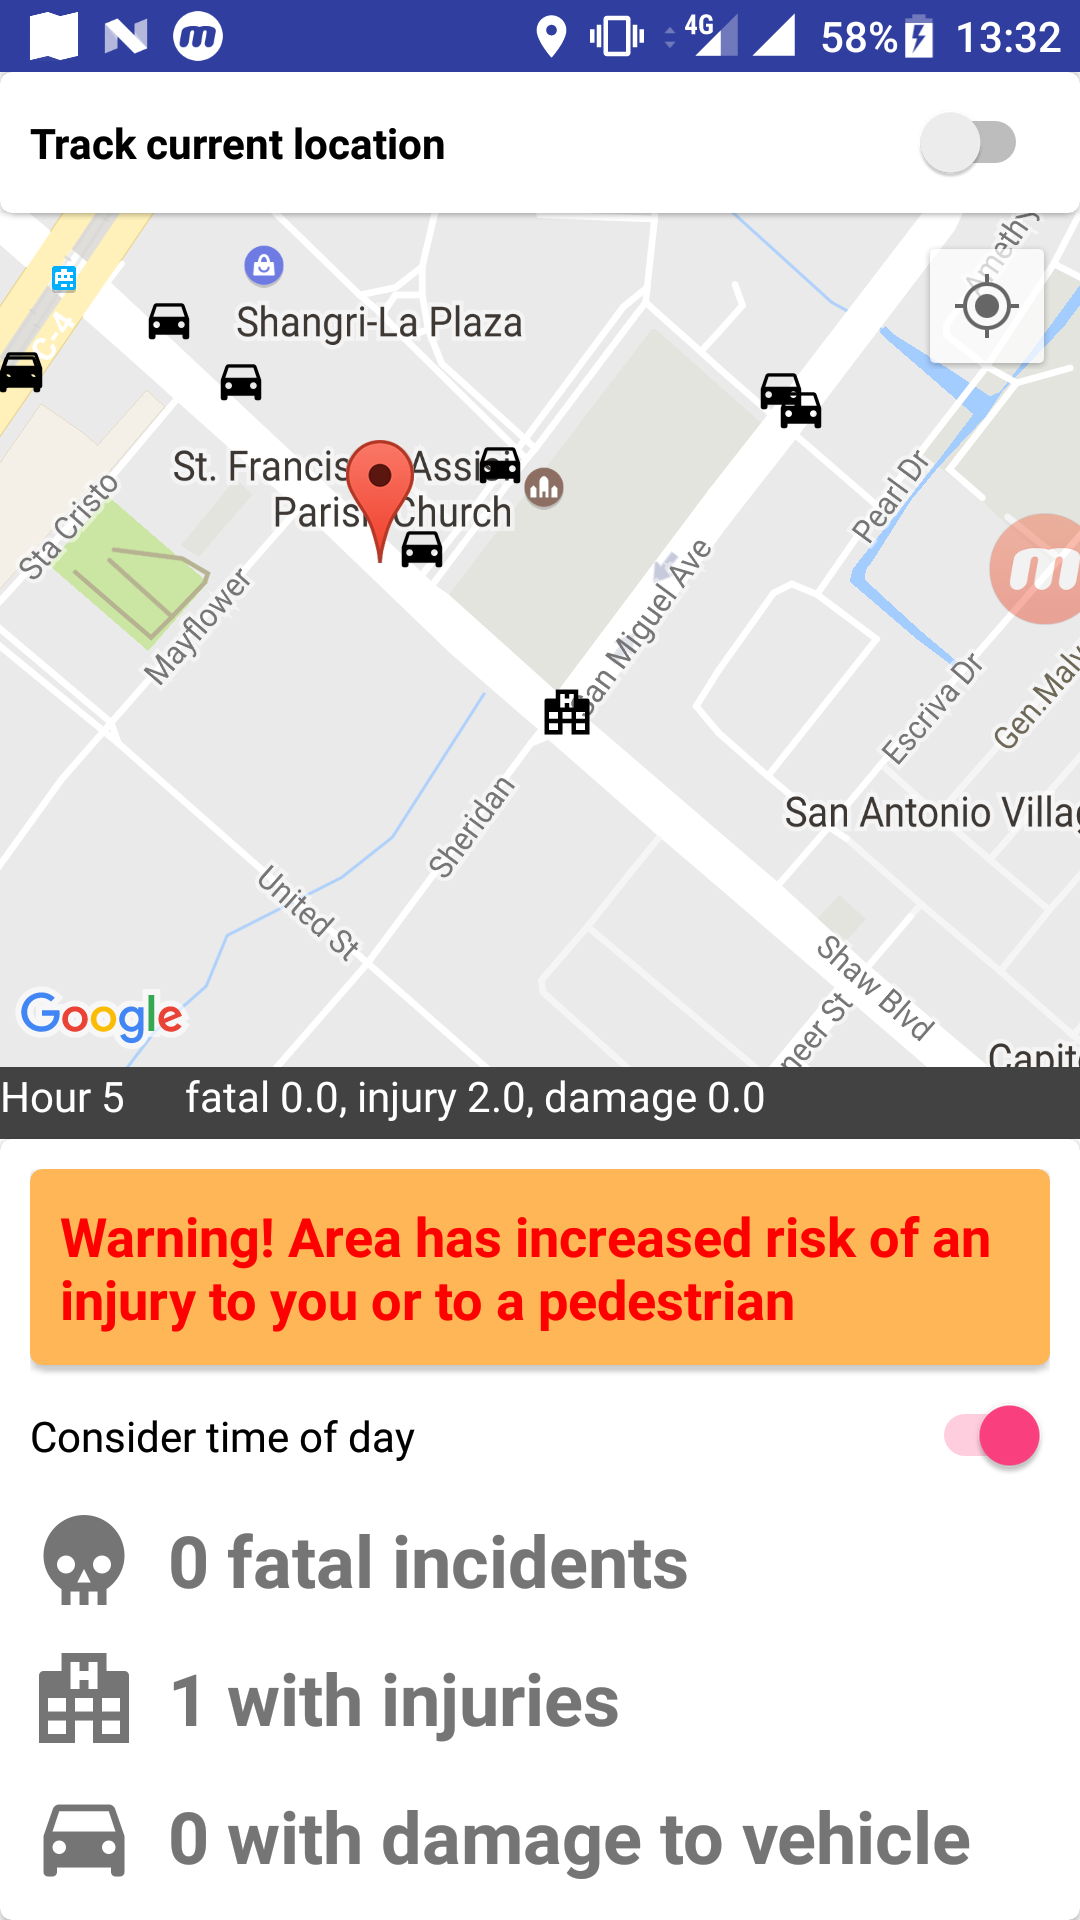 58% 4G 13:32
Track current location
Amethy
C-4
Shangri-La Plaza
St. Francis Assi
Parish Church
Sta Cristo
Mayflower
Pearl Dr
San Miguel Ave
Escriva Dr
Gen.Malv
San Antonio Villag
Sheridan
United St
Shaw Blvd
neer St
Google
Capito
Hour 5 fatal 0.0, injury 2.0, damage 0.0
Warning! Area has increased risk of an
injury to you or to a pedestrian
Consider time of day
0 fatal incidents
1 with injuries
0 with damage to vehicle